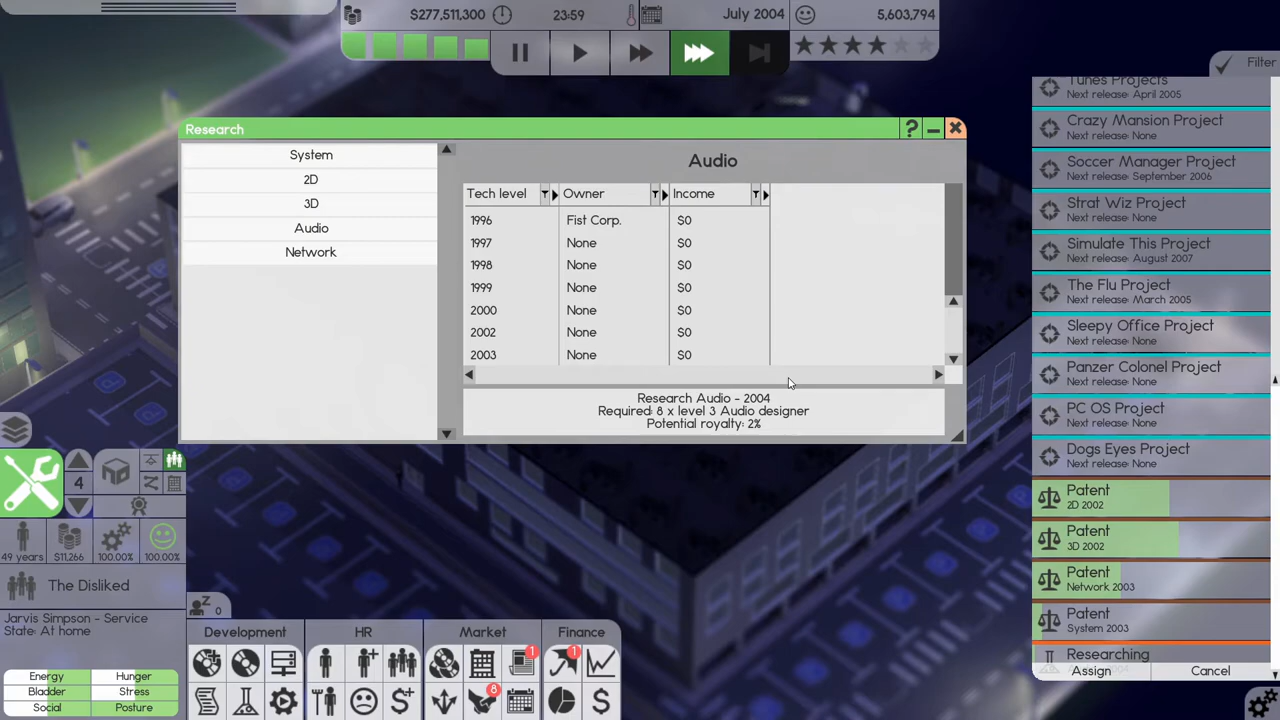 $277,511,300
23:59
July 2004
5,603,794
Filter
Research
System
2D
3D
Audio
Network
Audio
Tech level Owner Income
1996 Fist Corp. $0
1997 None $0
1998 None $0
1999 None $0
2000 None $0
2002 None $0
2003 None $0
Research Audio - 2004
Required: 8 x level 3 Audio designer
Potential royalty: 2%
Tunes Projects
Next release: April 2005
Crazy Mansion Project
Next release: None
Soccer Manager Project
Next release: September 2006
Strat Wiz Project
Next release: None
Simulate This Project
Next release: August 2007
The Flu Project
Next release: March 2005
Sleepy Office Project
Next release: None
Panzer Colonel Project
Next release: None
PC OS Project
Next release: None
Dogs Eyes Project
Next release: None
Patent
2D 2002
Patent
3D 2002
Patent
Network 2003
Patent
System 2003
Researching
Assign Cancel
4
49 years $11,266 100.00% 100.00%
The Disliked
Jarvis Simpson - Service
State: At home
Energy Hunger
Bladder Stress
Social Posture
Z 0
Development HR Market Finance
1 1
8